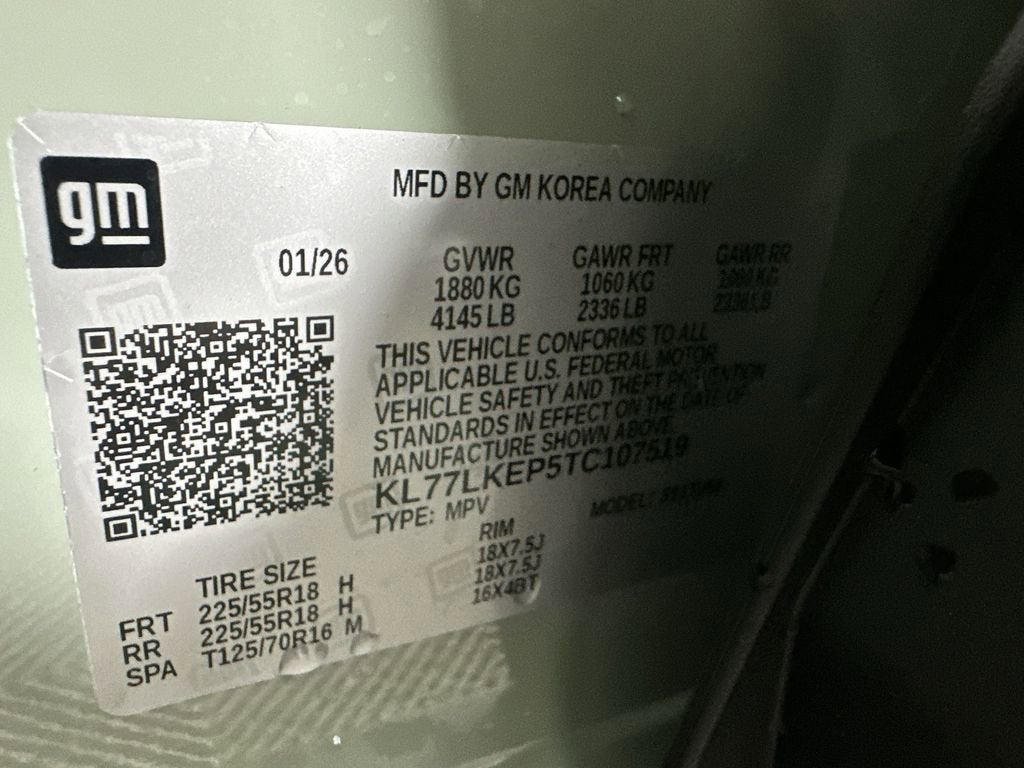 gm
MFD BY GM KOREA COMPANY
01/26
GVWR GAWR FRT GAWR RR
1880 KG 1060 KG KG
4145 LB 2336 LB LB
THIS VEHICLE CONFORMS TO ALL
APPLICABLE U.S. FEDERAL MOTOR
VEHICLE SAFETY AND THEFT PREVENTION
STANDARDS IN EFFECT ON THE DATE OF
MANUFACTURE SHOWN ABOVE.
KL77LKEP5TC107519
TYPE: MPV MODEL:
TIRE SIZE RIM
FRT 225/55R18 H 18X7.5J
RR 225/55R18 H 18X7.5J
SPA T125/70R16 M 16X4BT